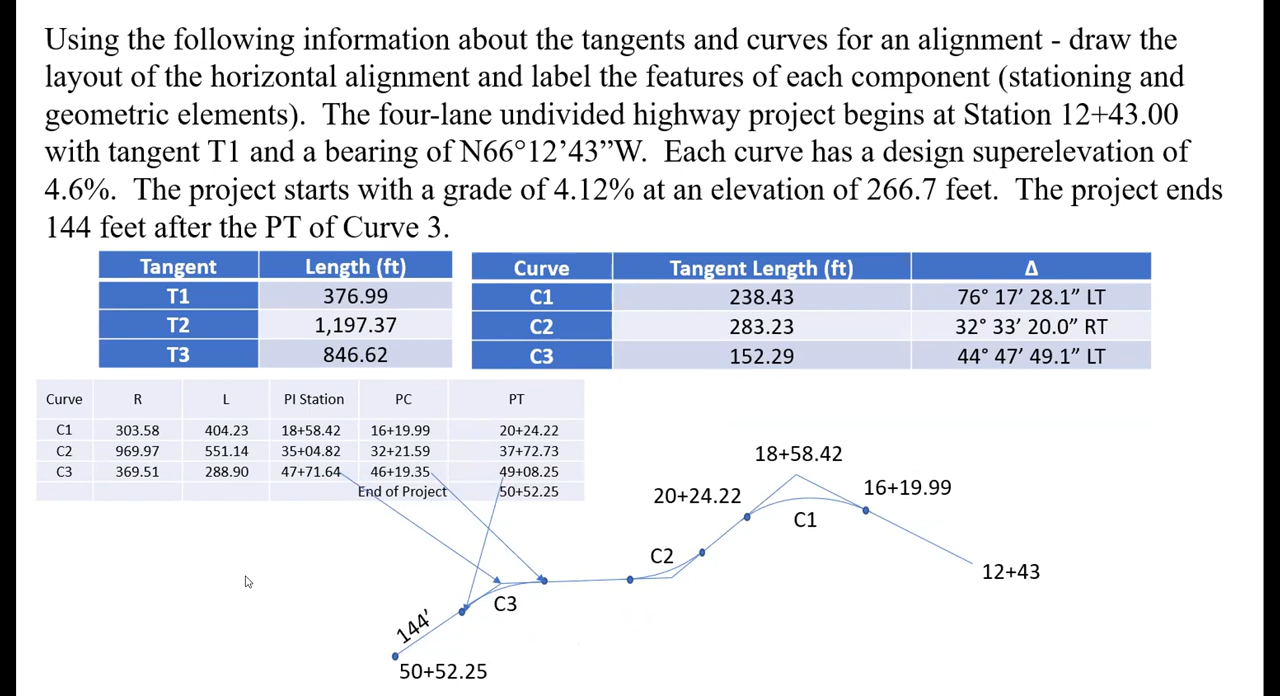 Using the following information about the tangents and curves for an alignment - draw the
layout of the horizontal alignment and label the features of each component (stationing and
geometric elements). The four-lane undivided highway project begins at Station 12+43.00
with tangent T1 and a bearing of N66°12’43”W. Each curve has a design superelevation of
4.6%. The project starts with a grade of 4.12% at an elevation of 266.7 feet. The project ends
144 feet after the PT of Curve 3.
Tangent Length (ft)
T1 376.99
T2 1,197.37
T3 846.62
Curve Tangent Length (ft) Δ
C1 238.43 76° 17’ 28.1” LT
C2 283.23 32° 33’ 20.0” RT
C3 152.29 44° 47’ 49.1” LT
Curve R L PI Station PC PT
C1 303.58 404.23 18+58.42 16+19.99 20+24.22
C2 969.97 551.14 35+04.82 32+21.59 37+72.73
C3 369.51 288.90 47+71.64 46+19.35 49+08.25
End of Project 50+52.25
18+58.42
20+24.22
16+19.99
C1
C2
12+43
C3
144'
50+52.25